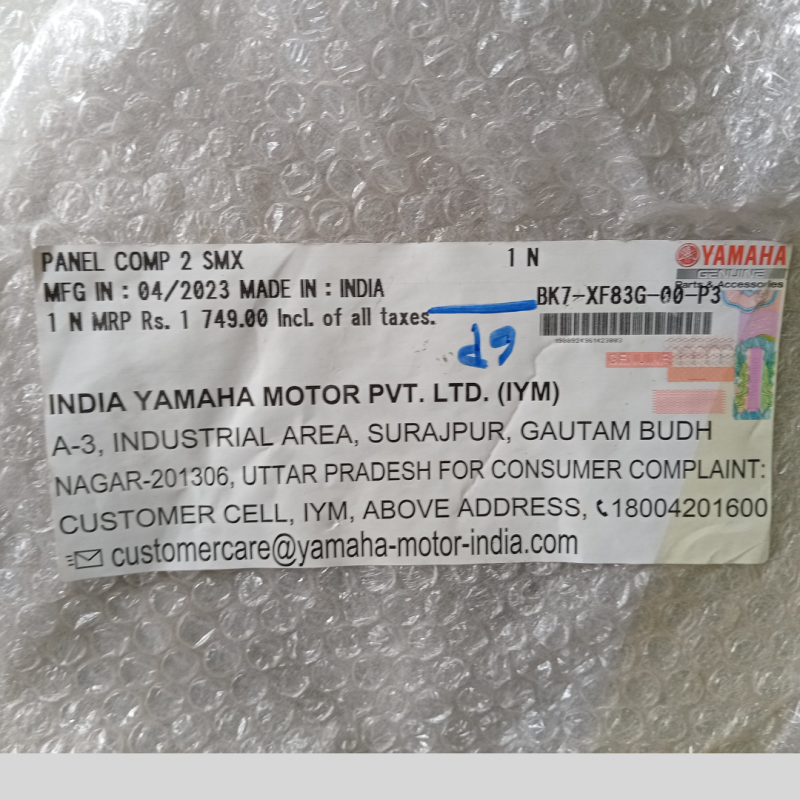 PANEL COMP 2 SMX 1 N
MFG IN : 04/2023 MADE IN : INDIA
1 N MRP Rs. 1 749.00 Incl. of all taxes.
YAMAHA
GENUINE
Parts & Accessories
BK7-XF83G-00-P3
GENUINE
INDIA YAMAHA MOTOR PVT. LTD. (IYM)
A-3, INDUSTRIAL AREA, SURAJPUR, GAUTAM BUDH
NAGAR-201306, UTTAR PRADESH FOR CONSUMER COMPLAINT:
CUSTOMER CELL, IYM, ABOVE ADDRESS, 18004201600
customercare@yamaha-motor-india.com